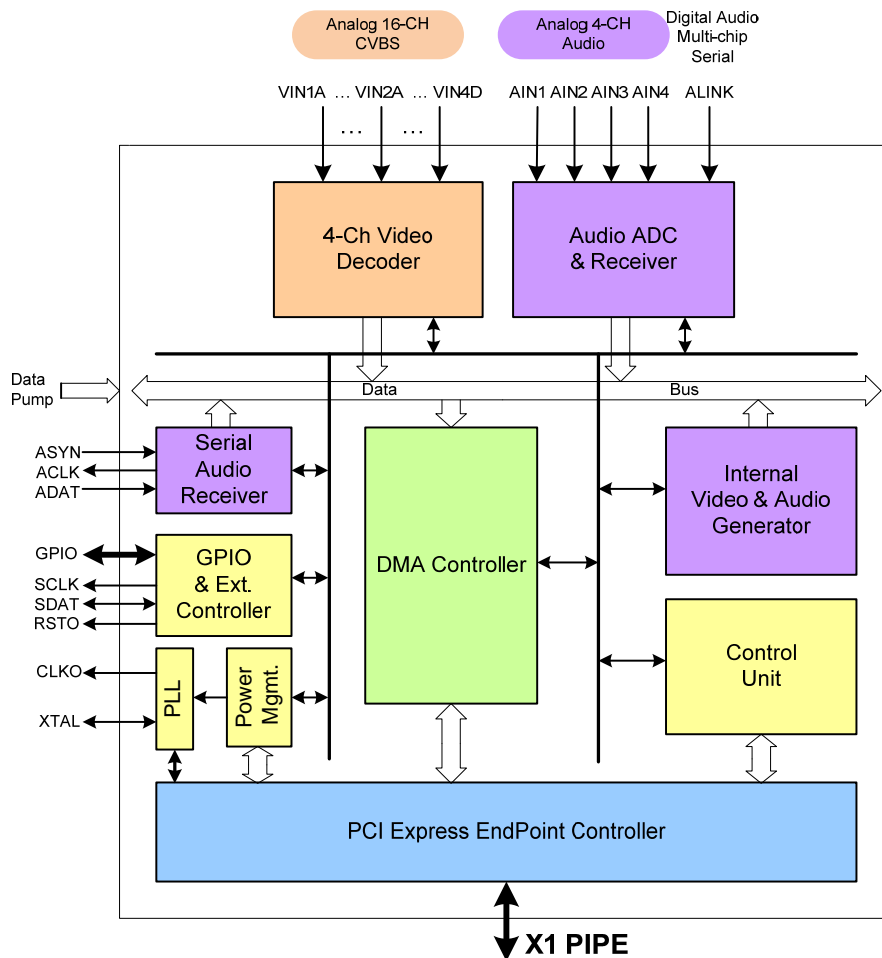 Analog 16-CH
CVBS
Analog 4-CH
Audio
Digital Audio
Multi-chip
Serial
VIN1A ... VIN2A ... VIN4D
AIN1 AIN2 AIN3 AIN4 ALINK
... ...
4-Ch Video
Decoder
Audio ADC
& Receiver
Data
Pump
Data Bus
ASYN
ACLK
ADAT
Serial
Audio
Receiver
Internal
Video & Audio
Generator
GPIO
SCLK
SDAT
RSTO
GPIO
& Ext.
Controller
DMA Controller
CLKO
XTAL
PLL
Power
Mgmt.
Control
Unit
PCI Express EndPoint Controller
X1 PIPE